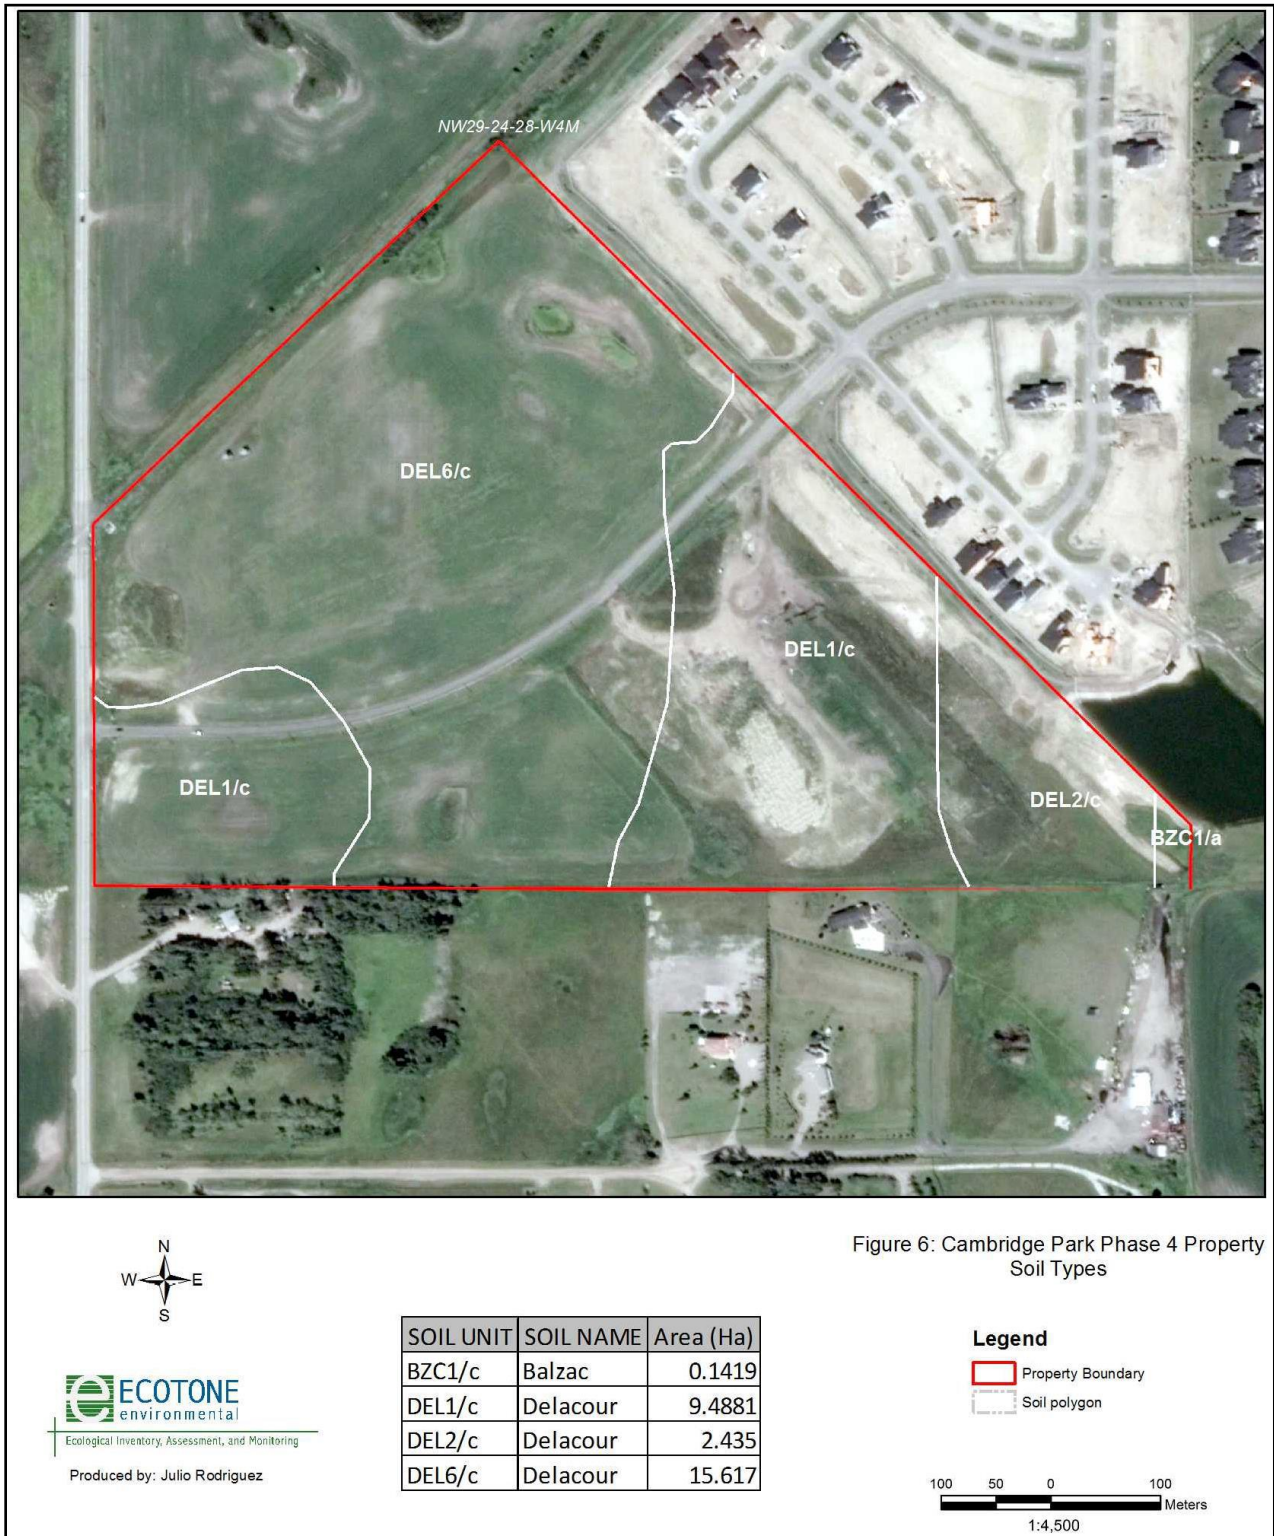 NW29-24-28-W4M
DEL6/c
DEL1/c
DEL1/c
DEL2/c
BZC1/a
N
W E
S
Figure 6: Cambridge Park Phase 4 Property
Soil Types
SOIL UNIT SOIL NAME Area (Ha)
BZC1/c Balzac 0.1419
DEL1/c Delacour 9.4881
DEL2/c Delacour 2.435
DEL6/c Delacour 15.617
Legend
Property Boundary
Soil polygon
e ECOTONE
environmental
Ecological Inventory, Assessment, and Monitoring
Produced by: Julio Rodriguez
100 50 0 100
Meters
1:4,500